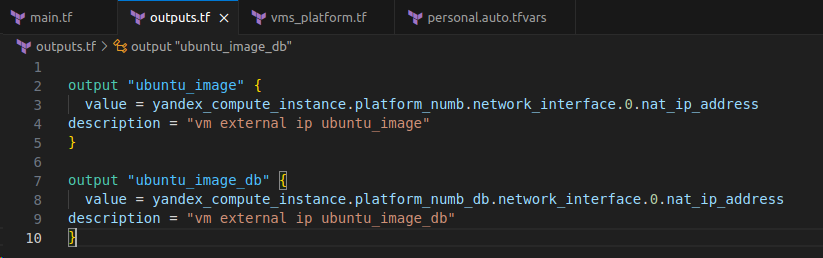 main.tf outputs.tf × vms_platform.tf personal.auto.tfvars
outputs.tf > output "ubuntu_image_db"
1
2 output "ubuntu_image" {
3 value = yandex_compute_instance.platform_numb.network_interface.0.nat_ip_address
4 description = "vm external ip ubuntu_image"
5 }
6
7 output "ubuntu_image_db" {
8 value = yandex_compute_instance.platform_numb_db.network_interface.0.nat_ip_address
9 description = "vm external ip ubuntu_image_db"
10 }